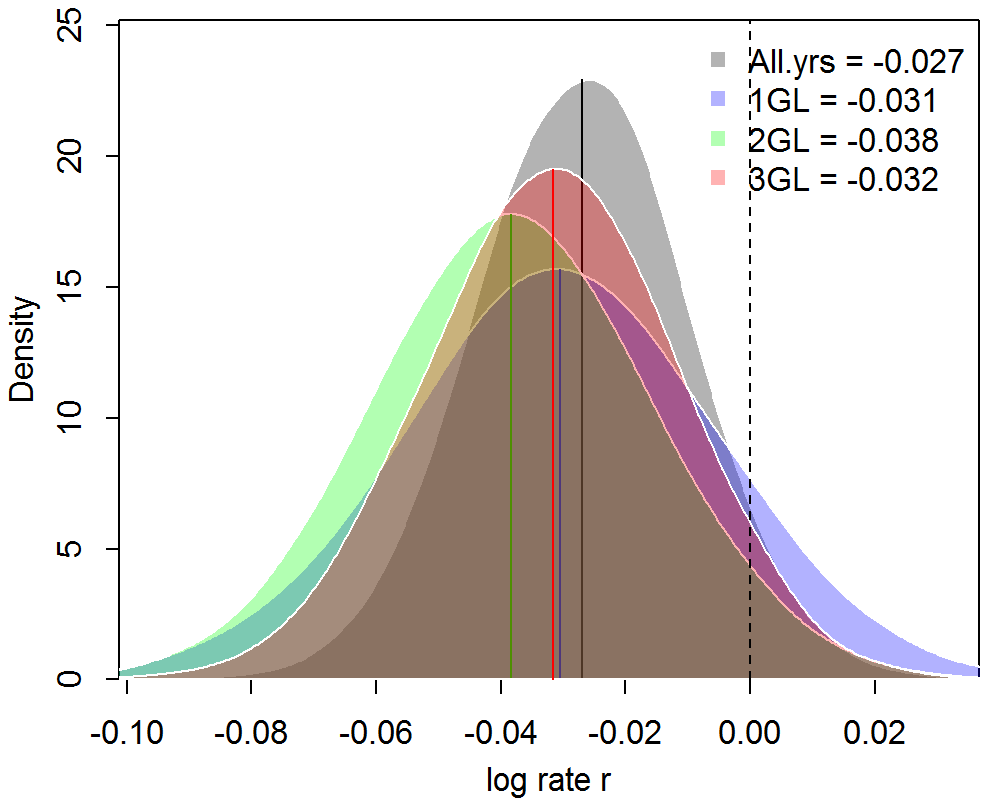 All.yrs = -0.027
1GL = -0.031
2GL = -0.038
3GL = -0.032
Density
25
20
15
10
5
0
-0.10 -0.08 -0.06 -0.04 -0.02 0.00 0.02
log rate r